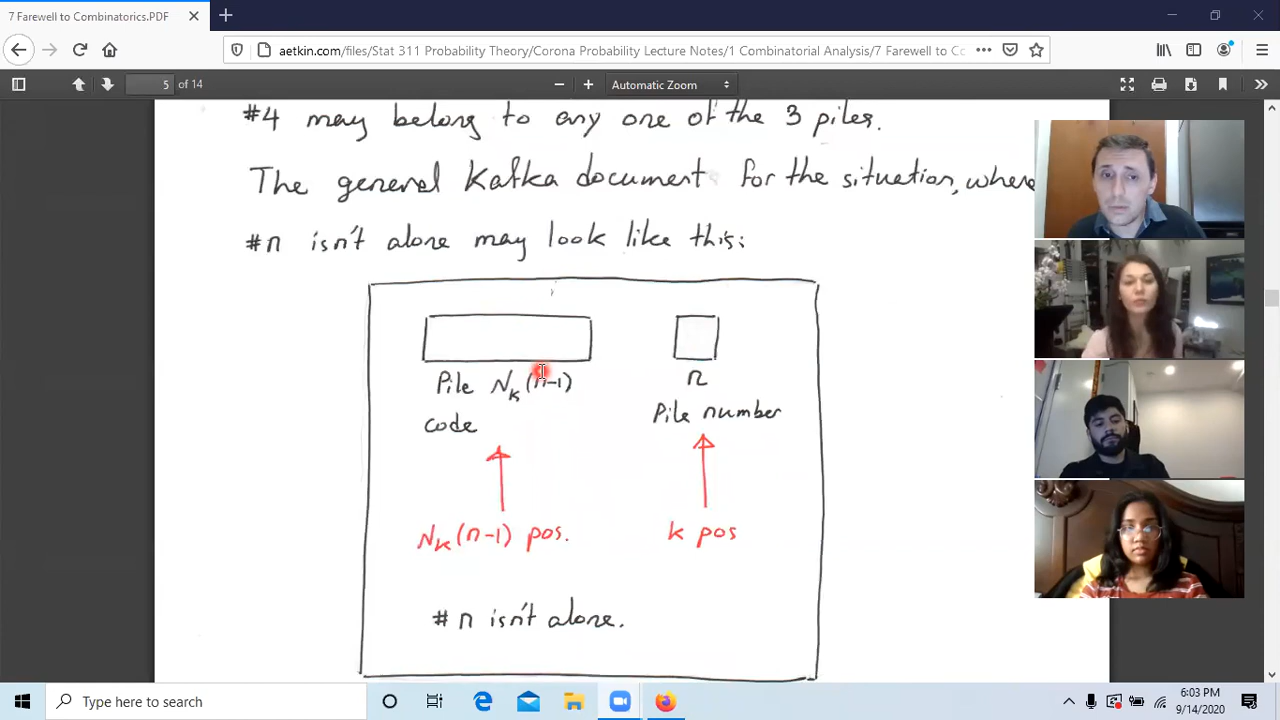 7 Farewell to Combinatorics.PDF
aetkin.com/files/Stat 311 Probability Theory/Corona Probability Lecture Notes/1 Combinatorial Analysis/7 Farewell to Co
5 of 14
Automatic Zoom
#4 may belong to any one of the 3 piles.
The general Kafka document for the situation, where
#n isn't alone may look like this:
Pile N_K(n-1)
code
n
Pile number
N_K(n-1) pos.
k pos
# n isn't alone.
Type here to search
6:03 PM
9/14/2020